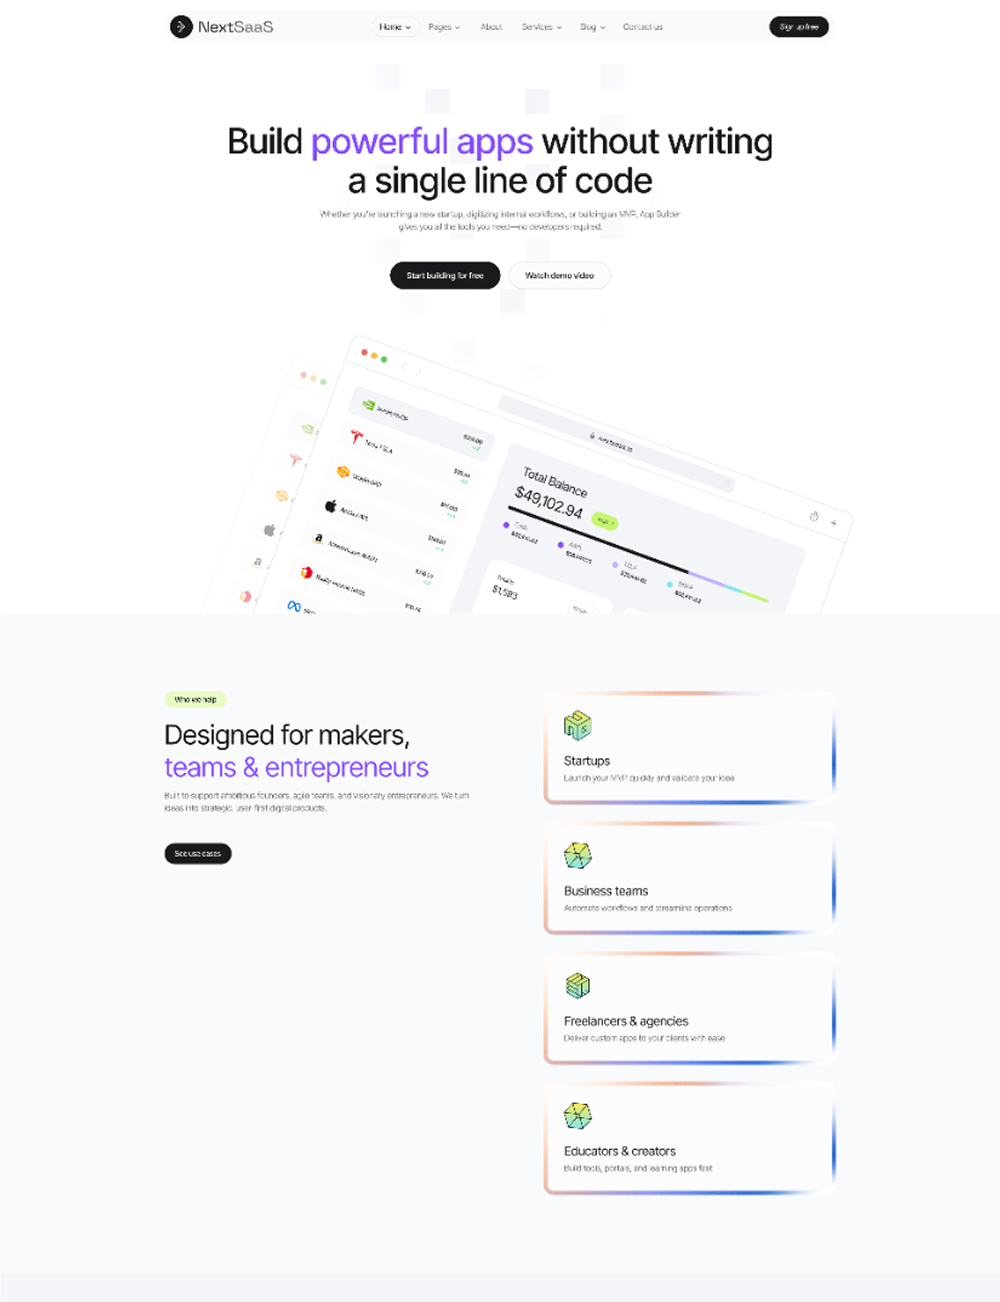 NextSaaS
Home Pages About Services Blog Contact us
Sign up free
Build powerful apps without writing
a single line of code
Whether you're launching a new startup, digitizing internal workflows, or building an MVP, App Builder
gives you all the tools you need—no developers required.
Start building for free
Watch demo video
Total Balance
$49,102.94
Cash
TSLA
$1,583
Who we help
Designed for makers,
teams & entrepreneurs
Built to support ambitious founders, agile teams, and visionary entrepreneurs. We turn
ideas into strategic, user-first digital products.
See use cases
Startups
Launch your MVP quickly and validate your idea
Business teams
Automate workflows and streamline operations
Freelancers & agencies
Deliver custom apps to your clients with ease
Educators & creators
Build tools, portals, and learning apps fast